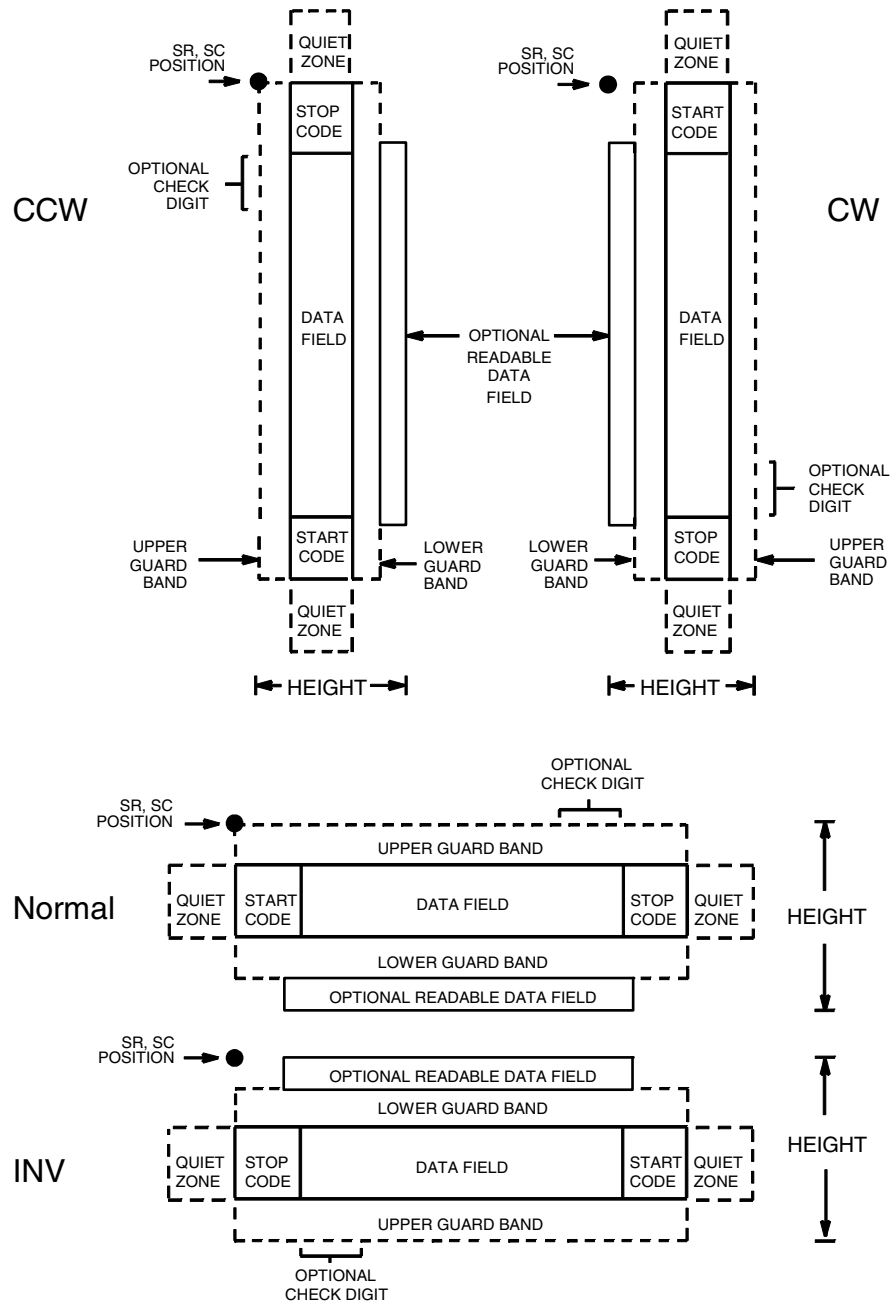 QUIET
ZONE
SR, SC
POSITION
STOP
CODE
OPTIONAL
CHECK
DIGIT
CCW
DATA
FIELD
START
CODE
UPPER
GUARD
BAND
LOWER
GUARD
BAND
QUIET
ZONE
HEIGHT
OPTIONAL
READABLE
DATA
FIELD
QUIET
ZONE
SR, SC
POSITION
START
CODE
CW
DATA
FIELD
OPTIONAL
CHECK
DIGIT
STOP
CODE
LOWER
GUARD
BAND
UPPER
GUARD
BAND
QUIET
ZONE
HEIGHT
OPTIONAL
CHECK DIGIT
SR, SC
POSITION
UPPER GUARD BAND
Normal
QUIET
ZONE
START
CODE
DATA FIELD
STOP
CODE
QUIET
ZONE
HEIGHT
LOWER GUARD BAND
OPTIONAL READABLE DATA FIELD
SR, SC
POSITION
OPTIONAL READABLE DATA FIELD
LOWER GUARD BAND
INV
QUIET
ZONE
STOP
CODE
DATA FIELD
START
CODE
QUIET
ZONE
HEIGHT
UPPER GUARD BAND
OPTIONAL
CHECK DIGIT